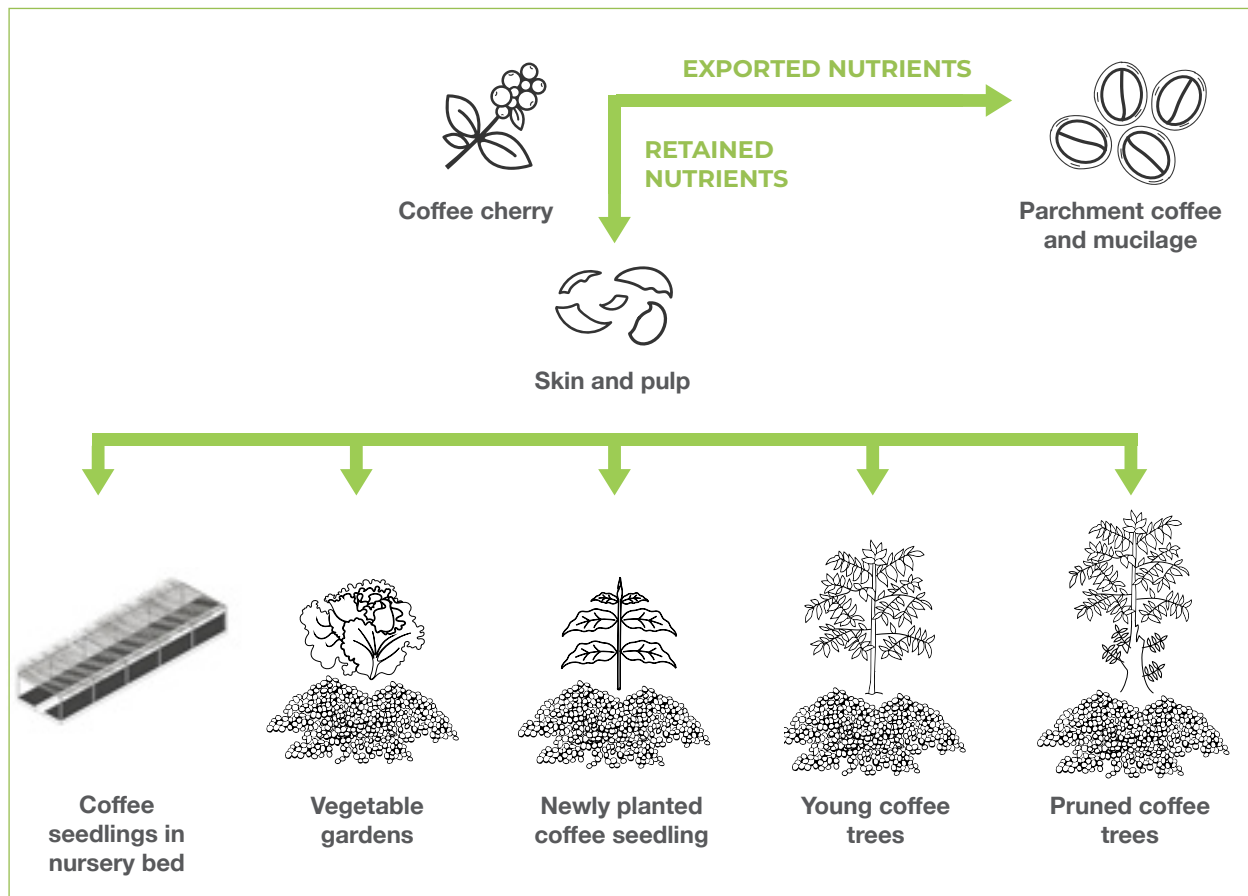 EXPORTED NUTRIENTS
RETAINED
NUTRIENTS
Coffee cherry
Parchment coffee
and mucilage
Skin and pulp
Coffee
seedlings in
nursery bed
Vegetable
gardens
Newly planted
coffee seedling
Young coffee
trees
Pruned coffee
trees